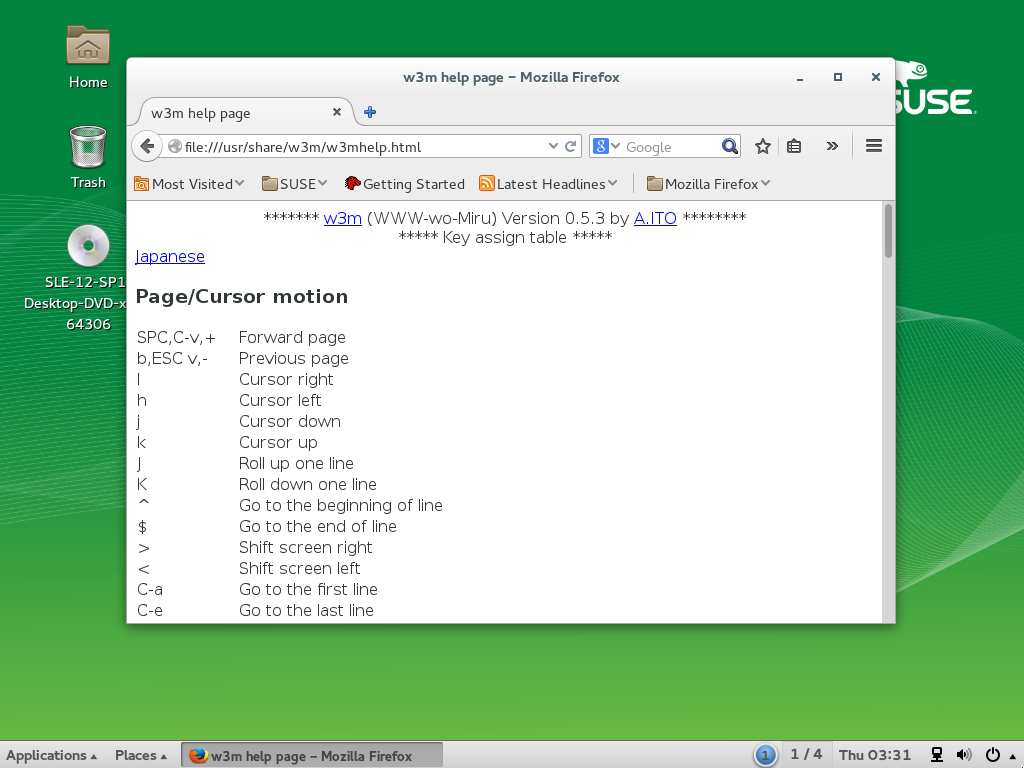 Home
Trash
SLE-12-SP1
Desktop-DVD-x
64306
SUSE
w3m help page – Mozilla Firefox
w3m help page
file:///usr/share/w3m/w3mhelp.html
8
Google
Most Visited
SUSE
Getting Started
Latest Headlines
Mozilla Firefox
******* w3m (WWW-wo-Miru) Version 0.5.3 by A.ITO ********
***** Key assign table *****
Japanese
Page/Cursor motion
SPC,C-v,+ Forward page
b,ESC v,- Previous page
l Cursor right
h Cursor left
j Cursor down
k Cursor up
J Roll up one line
K Roll down one line
^ Go to the beginning of line
$ Go to the end of line
> Shift screen right
< Shift screen left
C-a Go to the first line
C-e Go to the last line
Applications Places w3m help page – Mozilla Firefox 1 1 / 4 Thu 03:31